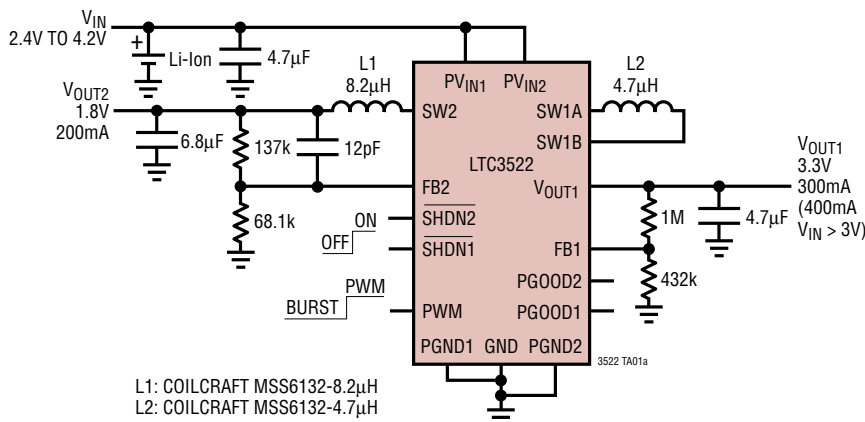 VIN
2.4V TO 4.2V
+
Li-Ion
4.7µF
L1
8.2µH
L2
4.7µH
PVIN1
PVIN2
VOUT2
1.8V
200mA
SW2
SW1A
SW1B
6.8µF
137k
12pF
LTC3522
VOUT1
3.3V
300mA
(400mA
VIN > 3V)
FB2
VOUT1
1M
4.7µF
68.1k
ON
OFF
SHDN2
SHDN1
FB1
432k
PGOOD2
PWM
BURST
PWM
PGOOD1
PGND1
GND
PGND2
3522 TA01a
L1: COILCRAFT MSS6132-8.2µH
L2: COILCRAFT MSS6132-4.7µH